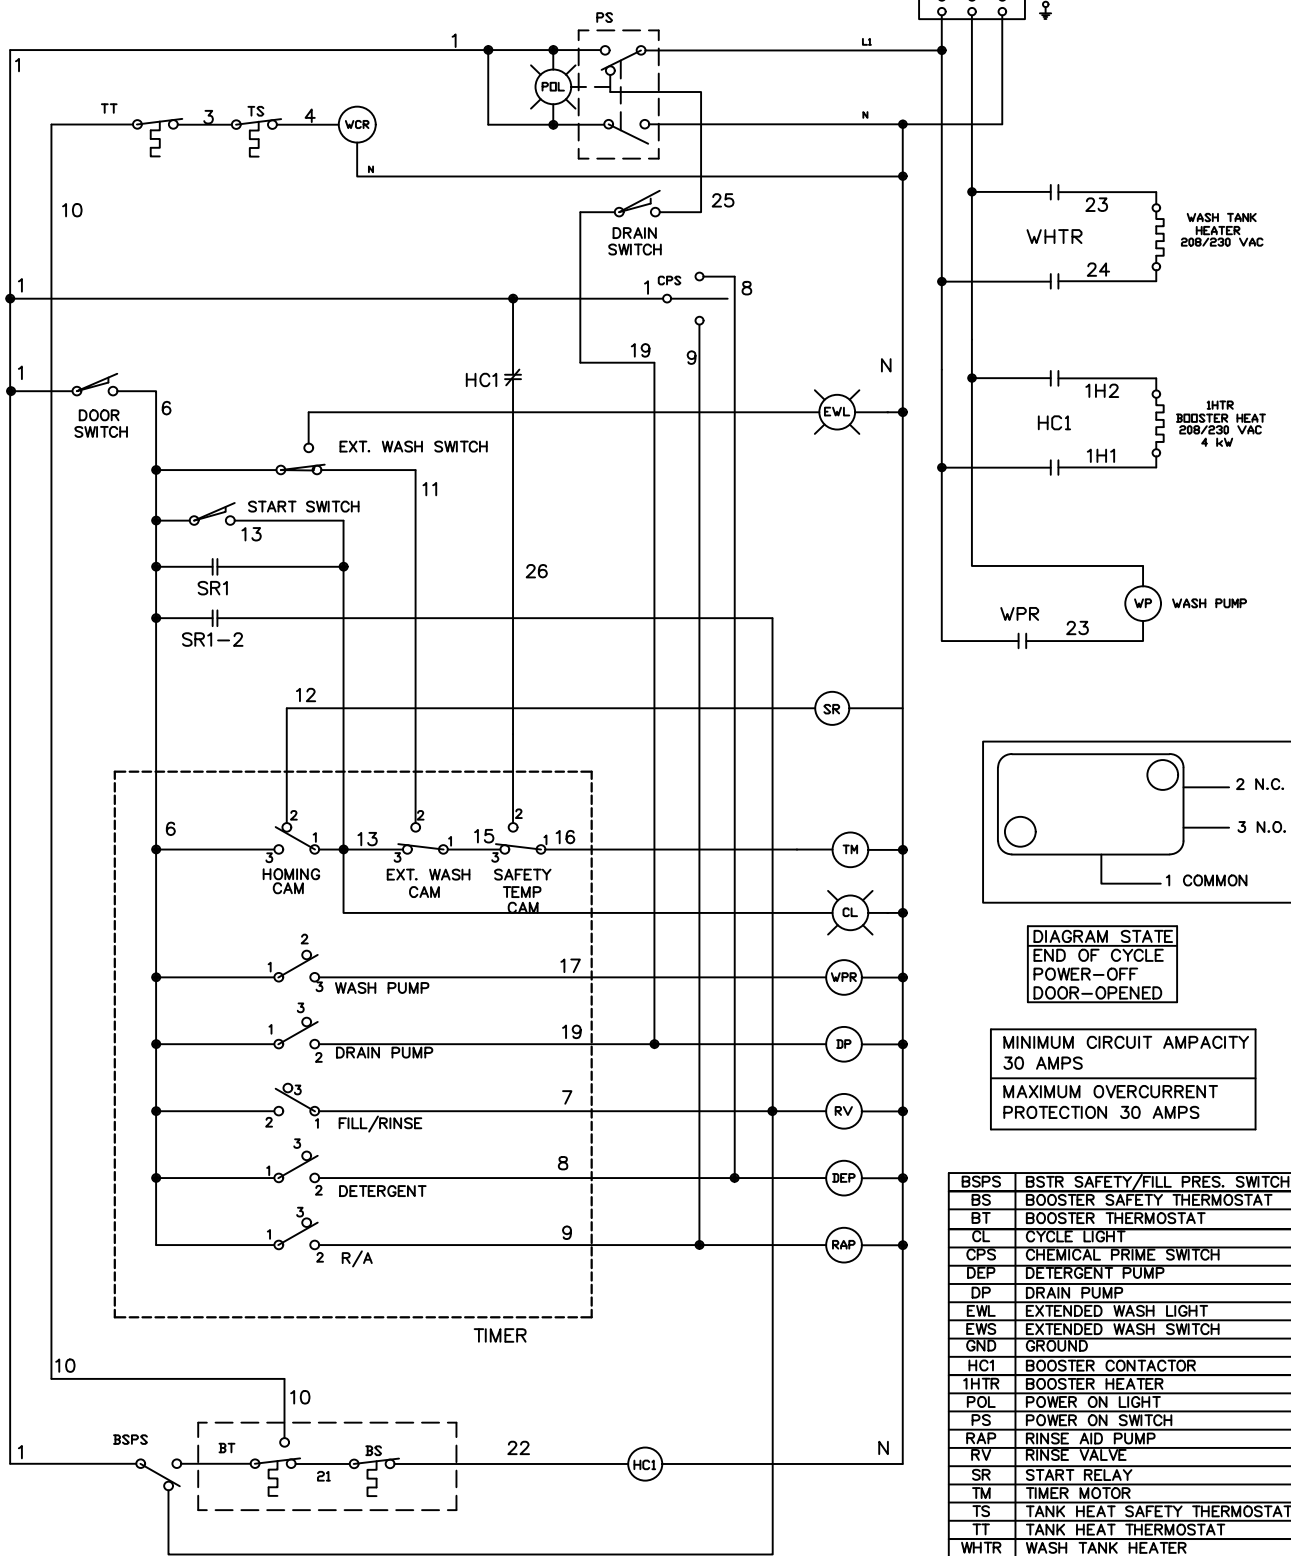 PS
1
L1
1
POL
TT
3
TS
4
WCR
N
N
10
25
DRAIN
SWITCH
23
WHTR
24
WASH TANK
HEATER
208/230 VAC
1
1
CPS
8
19
9
N
1
HC1
DOOR
SWITCH
6
EWL
1H2
HC1
1H1
1HTR
BOOSTER HEAT
208/230 VAC
4 kW
EXT. WASH SWITCH
11
START SWITCH
13
SR1
26
SR1-2
WPR
23
WP
WASH PUMP
12
SR
2 N.C.
3 N.O.
1 COMMON
6
2
3
1
HOMING
CAM
13
2
3
1
EXT. WASH
CAM
15
2
3
1
SAFETY
TEMP
CAM
16
TM
CL
DIAGRAM STATE
END OF CYCLE
POWER-OFF
DOOR-OPENED
2
1
3
WASH PUMP
17
WPR
3
1
2
DRAIN PUMP
19
DP
MINIMUM CIRCUIT AMPACITY
30 AMPS
MAXIMUM OVERCURRENT
PROTECTION 30 AMPS
3
2
1
FILL/RINSE
7
RV
3
1
2
DETERGENT
8
DEP
3
1
2
R/A
9
RAP
TIMER
BSPS BSTR SAFETY/FILL PRES. SWITCH
BS BOOSTER SAFETY THERMOSTAT
BT BOOSTER THERMOSTAT
CL CYCLE LIGHT
CPS CHEMICAL PRIME SWITCH
DEP DETERGENT PUMP
DP DRAIN PUMP
EWL EXTENDED WASH LIGHT
EWS EXTENDED WASH SWITCH
GND GROUND
HC1 BOOSTER CONTACTOR
1HTR BOOSTER HEATER
POL POWER ON LIGHT
PS POWER ON SWITCH
RAP RINSE AID PUMP
RV RINSE VALVE
SR START RELAY
TM TIMER MOTOR
TS TANK HEAT SAFETY THERMOSTAT
TT TANK HEAT THERMOSTAT
WHTR WASH TANK HEATER
10
10
1
BSPS
BT
21
BS
22
HC1
N